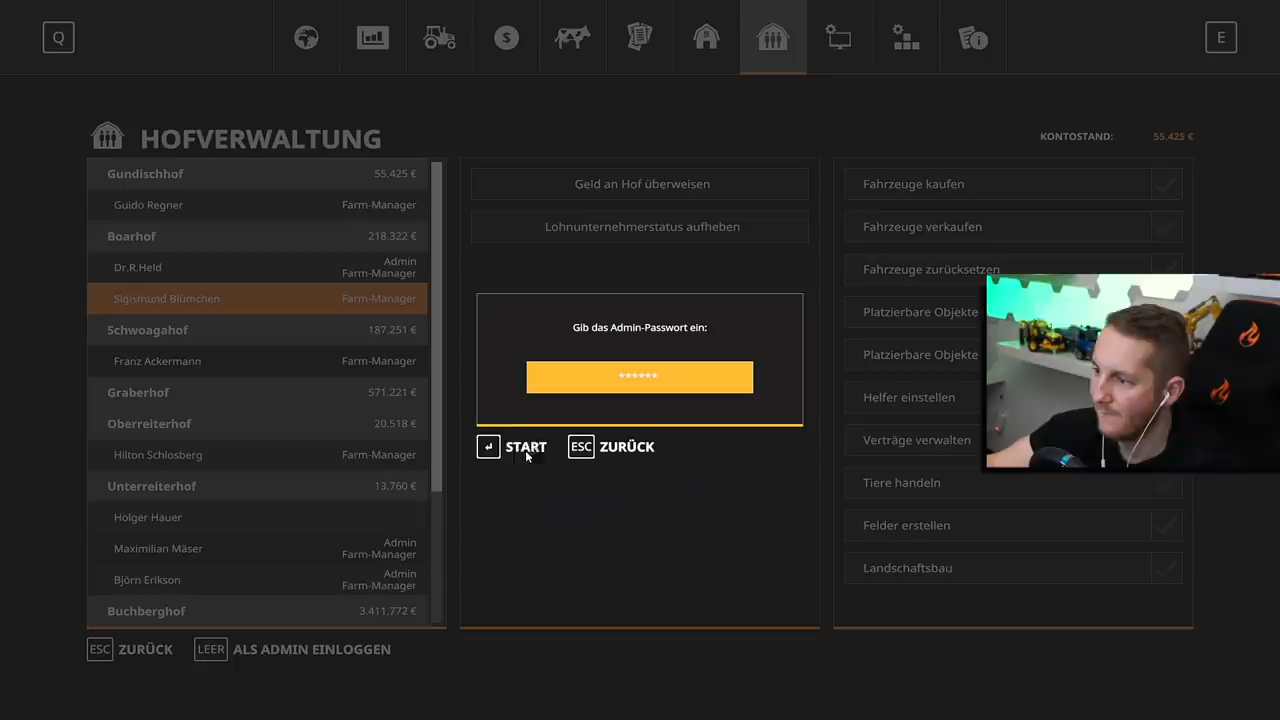 Q
E
HOFVERWALTUNG
KONTOSTAND: 55.425 €
Gundischhof 55.425 €
Guido Regner Farm-Manager
Boarhof 218.322 €
Dr.R.Held Admin
Farm-Manager
Sigismund Blümchen Farm-Manager
Schwoagahof 187.251 €
Franz Ackermann Farm-Manager
Graberhof 571.221 €
Oberreiterhof 20.518 €
Hilton Schlosberg Farm-Manager
Unterreiterhof 13.760 €
Holger Hauer
Maximilian Mäser Admin
Farm-Manager
Björn Erikson Admin
Farm-Manager
Buchberghof 3.411.772 €
Geld an Hof überweisen
Lohnunternehmerstatus aufheben
Gib das Admin-Passwort ein:
******
START ESC ZURÜCK
Fahrzeuge kaufen
Fahrzeuge verkaufen
Fahrzeuge zurücksetzen
Platzierbare Objekte
Platzierbare Objekte
Helfer einstellen
Verträge verwalten
Tiere handeln
Felder erstellen
Landschaftsbau
ESC ZURÜCK LEER ALS ADMIN EINLOGGEN